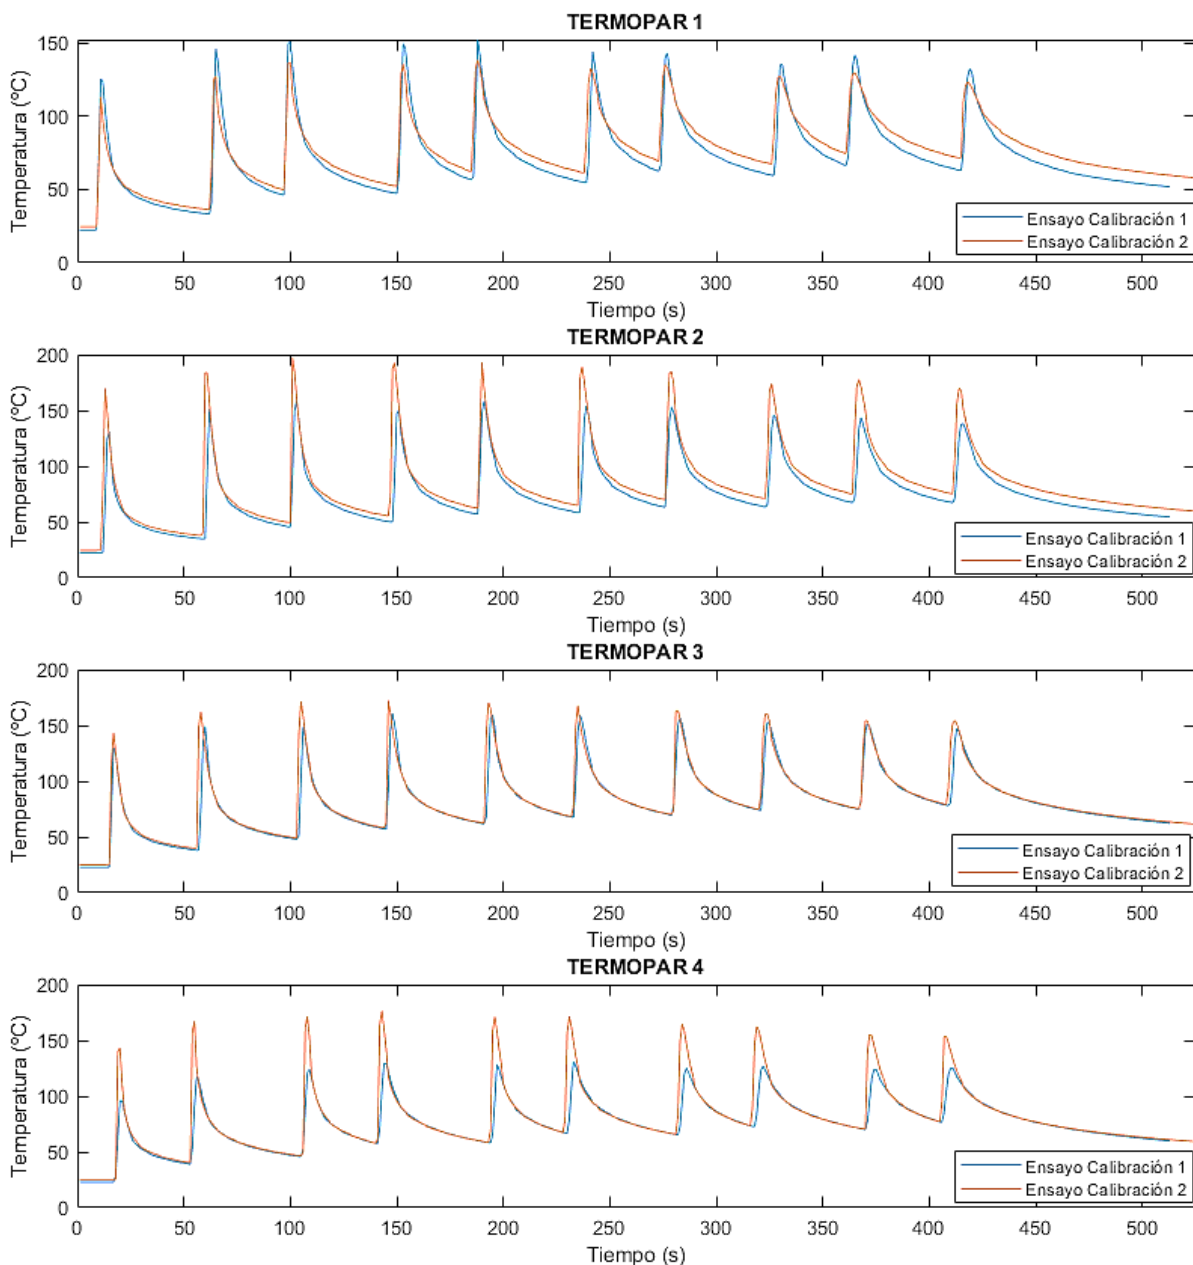 TERMOPAR 1
Temperatura (ºC)
150
100
50
0
0 50 100 150 200 250 300 350 400 450 500
Tiempo (s)
Ensayo Calibración 1
Ensayo Calibración 2
TERMOPAR 2
Temperatura (ºC)
200
150
100
50
0
0 50 100 150 200 250 300 350 400 450 500
Tiempo (s)
Ensayo Calibración 1
Ensayo Calibración 2
TERMOPAR 3
Temperatura (ºC)
200
150
100
50
0
0 50 100 150 200 250 300 350 400 450 500
Tiempo (s)
Ensayo Calibración 1
Ensayo Calibración 2
TERMOPAR 4
Temperatura (ºC)
200
150
100
50
0
0 50 100 150 200 250 300 350 400 450 500
Tiempo (s)
Ensayo Calibración 1
Ensayo Calibración 2